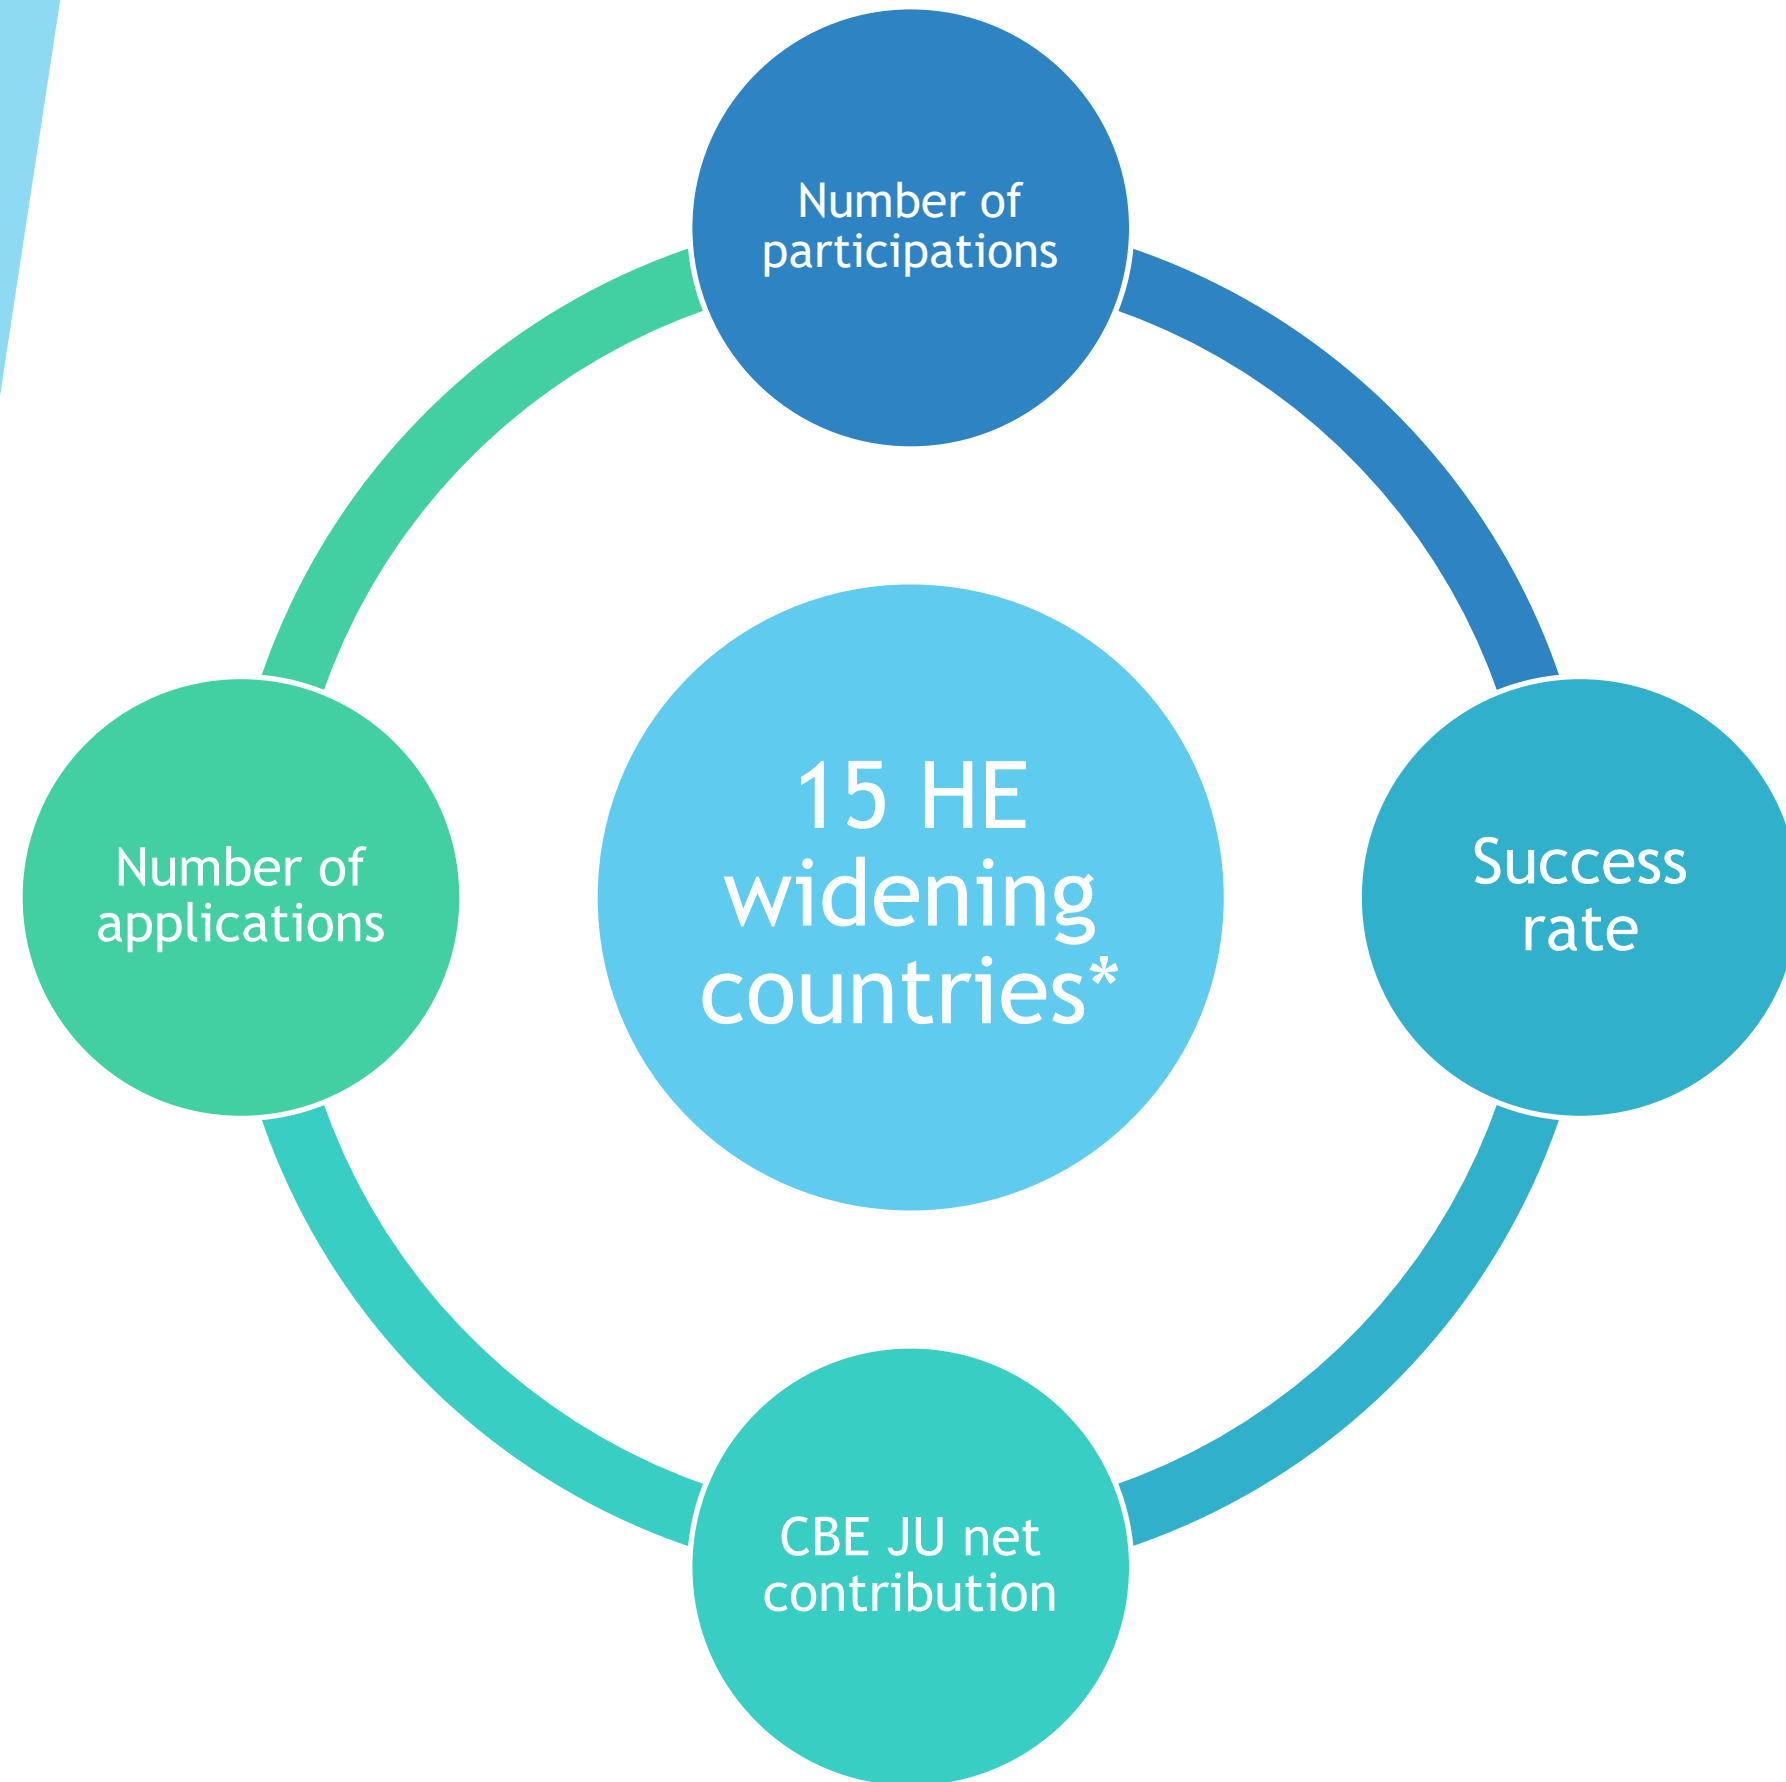 Number of
participations
15 HE
widening
countries*
Success
rate
CBE JU net
contribution
Number of
applications